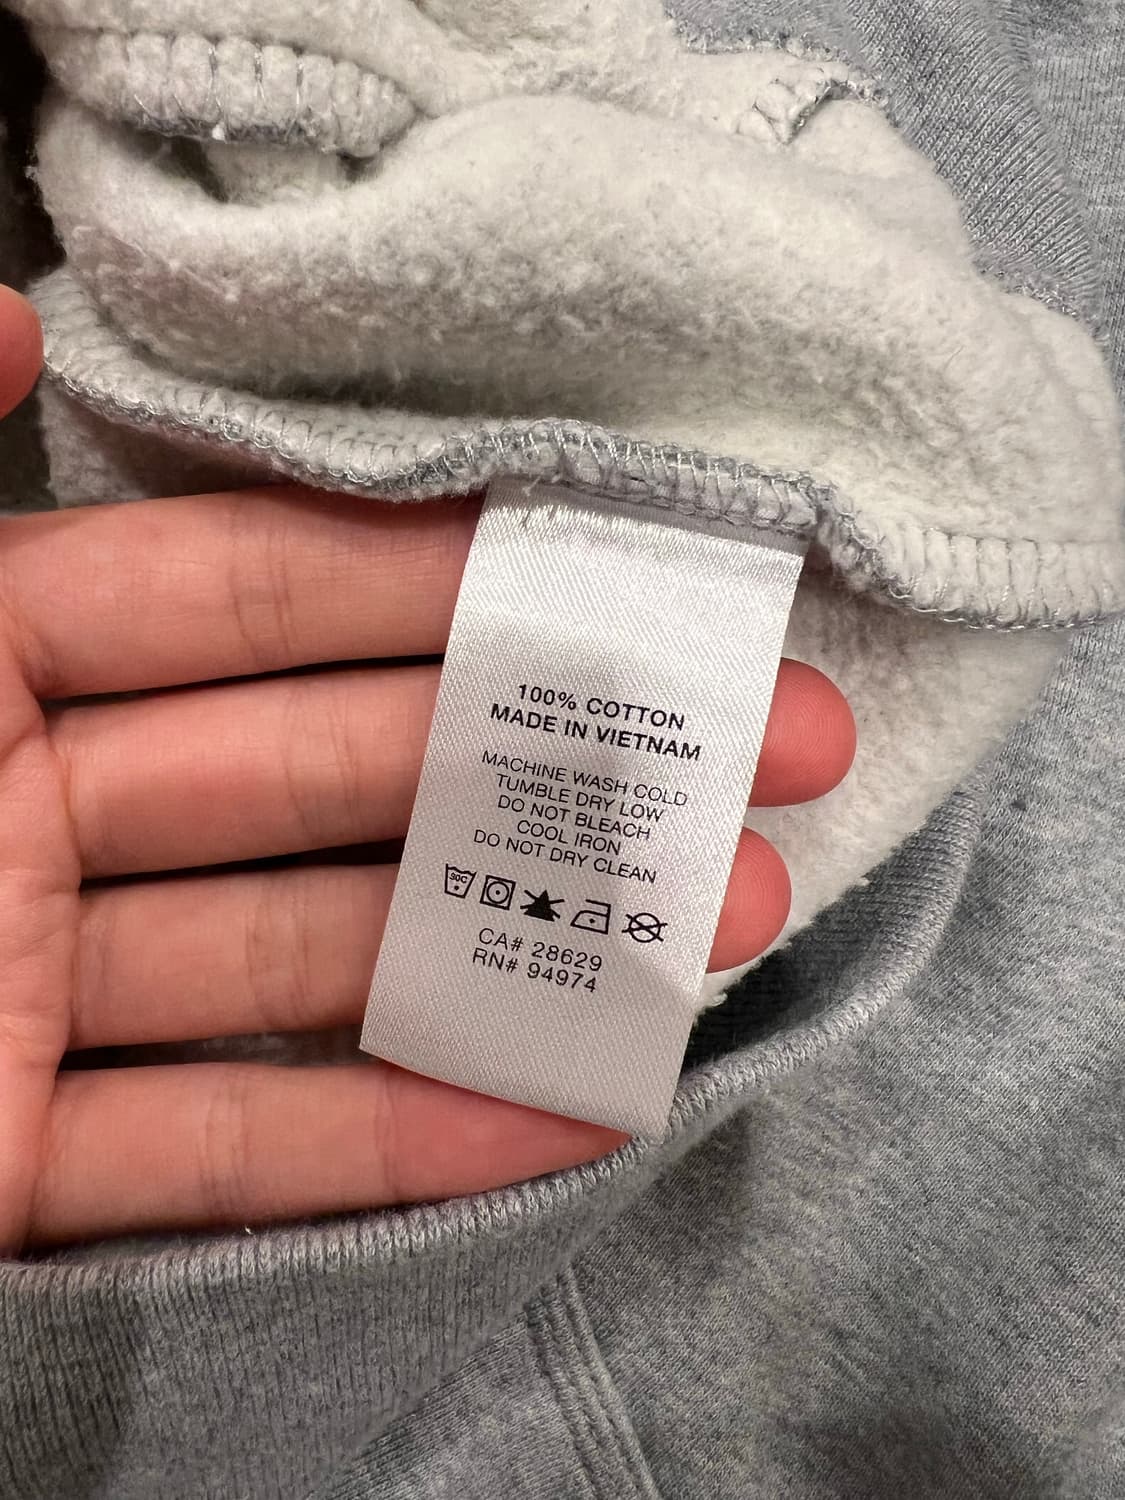 100% COTTON
MADE IN VIETNAM
MACHINE WASH COLD
TUMBLE DRY LOW
DO NOT BLEACH
COOL IRON
DO NOT DRY CLEAN
30C
CA# 28629
RN# 94974